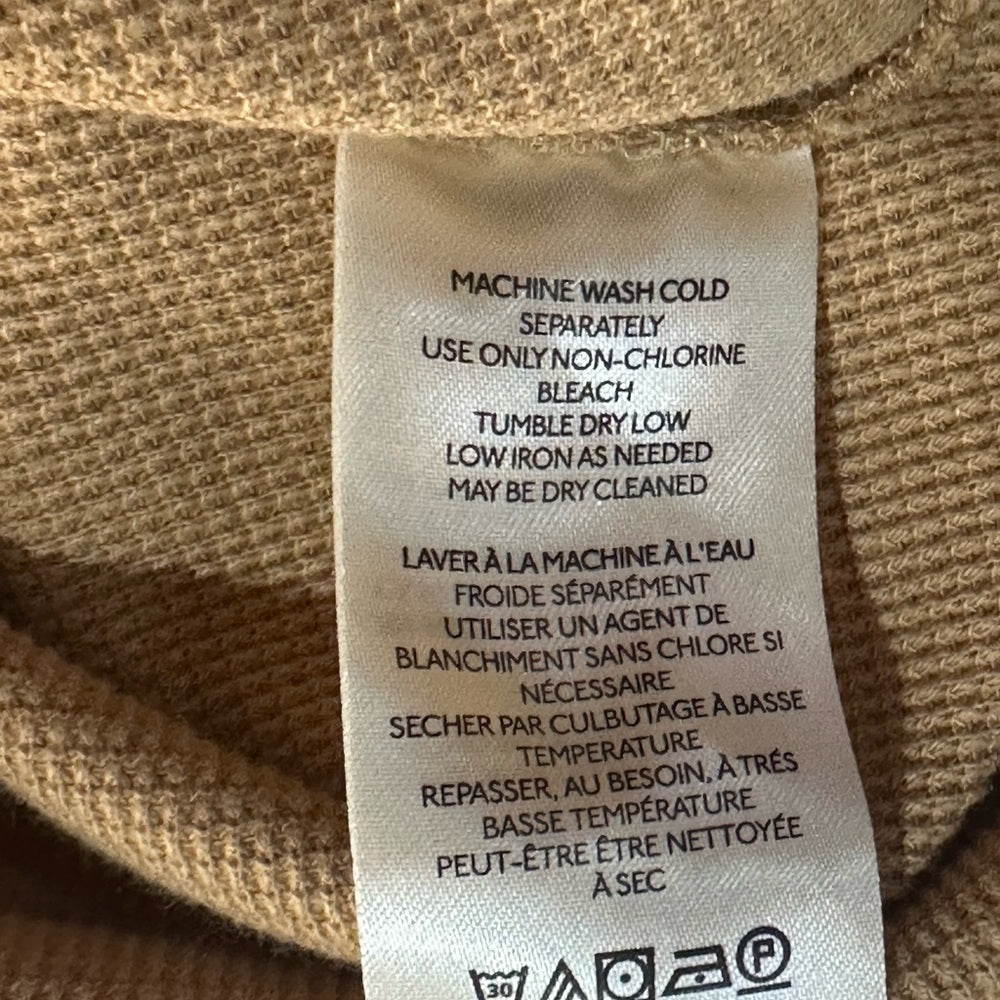 MACHINE WASH COLD
SEPARATELY
USE ONLY NON-CHLORINE
BLEACH
TUMBLE DRY LOW
LOW IRON AS NEEDED
MAY BE DRY CLEANED
LAVER À LA MACHINE À L'EAU
FROIDE SÉPARÉMENT
UTILISER UN AGENT DE
BLANCHIMENT SANS CHLORE SI
NÉCESSAIRE
SECHER PAR CULBUTAGE À BASSE
TEMPERATURE
REPASSER, AU BESOIN, À TRÉS
BASSE TEMPÉRATURE
PEUT-ÊTRE ÊTRE NETTOYÉE
À SEC
30 P